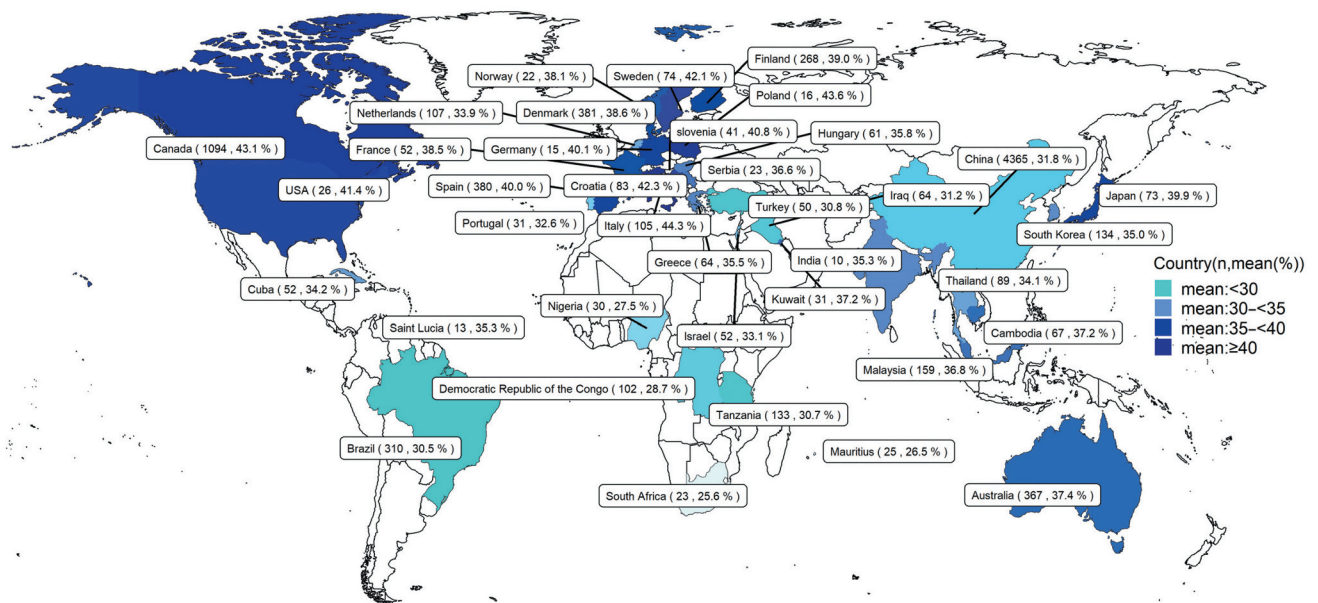 Finland ( 268 , 39.0 % )
Norway ( 22 , 38.1 % )
Sweden ( 74 , 42.1 % )
Poland ( 16 , 43.6 % )
Netherlands ( 107 , 33.9 % )
Denmark ( 381 , 38.6 % )
slovenia ( 41 , 40.8 % )
Hungary ( 61 , 35.8 % )
Canada ( 1094 , 43.1 % )
France ( 52 , 38.5 % )
Germany ( 15 , 40.1 % )
China ( 4365 , 31.8 % )
Serbia ( 23 , 36.6 % )
USA ( 26 , 41.4 % )
Spain ( 380 , 40.0 % )
Croatia ( 83 , 42.3 % )
Iraq ( 64 , 31.2 % )
Japan ( 73 , 39.9 % )
Turkey ( 50 , 30.8 % )
Portugal ( 31 , 32.6 % )
Italy ( 105 , 44.3 % )
South Korea ( 134 , 35.0 % )
Greece ( 64 , 35.5 % )
India ( 10 , 35.3 % )
Country(n,mean(%))
mean:<30
mean:30–<35
mean:35–<40
mean:≥40
Thailand ( 89 , 34.1 % )
Cuba ( 52 , 34.2 % )
Kuwait ( 31 , 37.2 % )
Nigeria ( 30 , 27.5 % )
Saint Lucia ( 13 , 35.3 % )
Israel ( 52 , 33.1 % )
Cambodia ( 67 , 37.2 % )
Malaysia ( 159 , 36.8 % )
Democratic Republic of the Congo ( 102 , 28.7 % )
Tanzania ( 133 , 30.7 % )
Brazil ( 310 , 30.5 % )
Mauritius ( 25 , 26.5 % )
South Africa ( 23 , 25.6 % )
Australia ( 367 , 37.4 % )